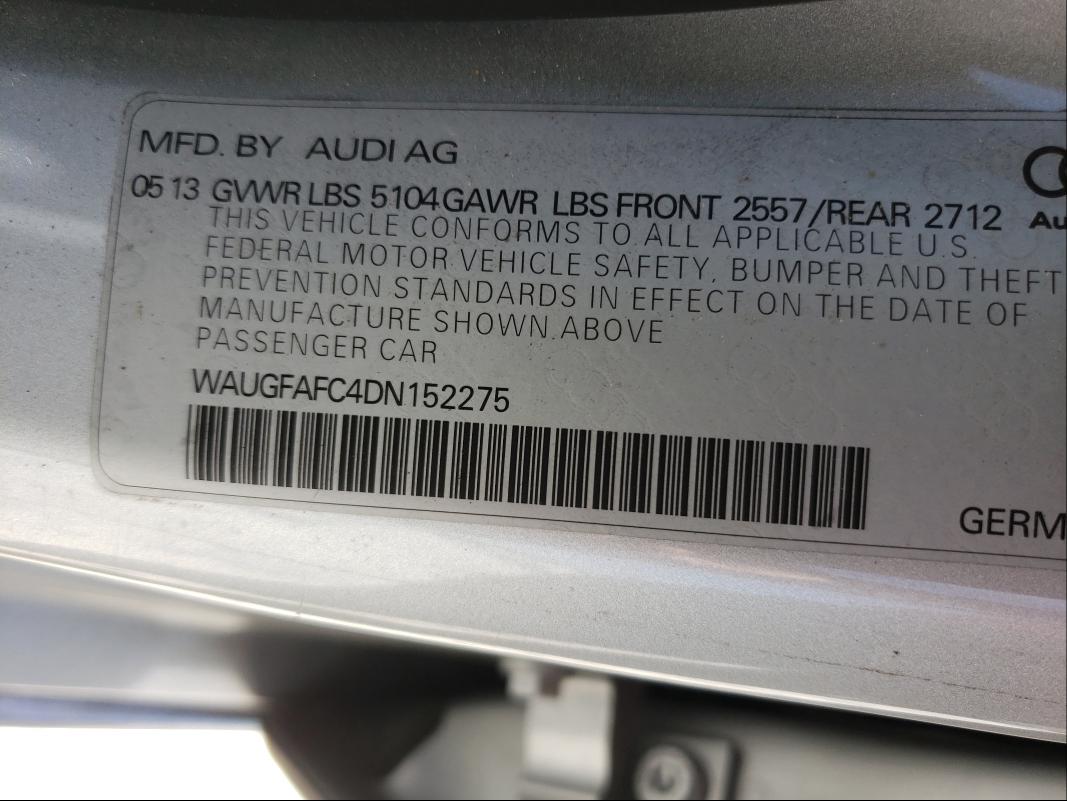 MFD. BY AUDI AG
05 13 GVWR LBS 5104 GAWR LBS FRONT 2557/REAR 2712
THIS VEHICLE CONFORMS TO ALL APPLICABLE U.S.
FEDERAL MOTOR VEHICLE SAFETY, BUMPER AND THEFT
PREVENTION STANDARDS IN EFFECT ON THE DATE OF
MANUFACTURE SHOWN ABOVE
PASSENGER CAR
WAUGFAFC4DN152275